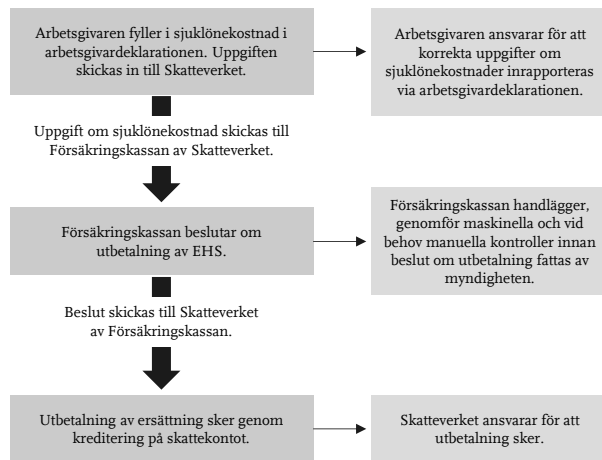 Arbetsgivaren fyller i sjuklönekostnad i
arbetsgivardeklarationen. Uppgiften
skickas in till Skatteverket.
Arbetsgivaren ansvarar för att
korrekta uppgifter om
sjuklönekostnader inrapporteras
via arbetsgivardeklarationen.
Uppgift om sjuklönekostnad skickas till
Försäkringskassan av Skatteverket.
Försäkringskassan beslutar om
utbetalning av EHS.
Försäkringskassan handlägger,
genomför maskinella och vid
behov manuella kontroller innan
beslut om utbetalning fattas av
myndigheten.
Beslut skickas till Skatteverket
av Försäkringskassan.
Utbetalning av ersättning sker genom
kreditering på skattekontot.
Skatteverket ansvarar för att
utbetalning sker.